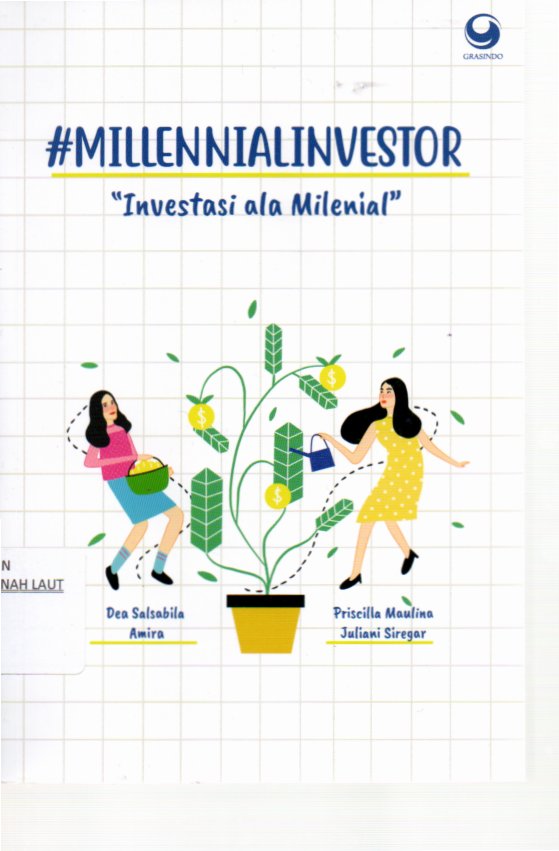 GRASINDO
#MILLENNIALINVESTOR
"Investasi ala Milenial"
$
$
$
N
NAH LAUT
Dea Salsabila
Amira
Priscilla Maulina
Juliani Siregar